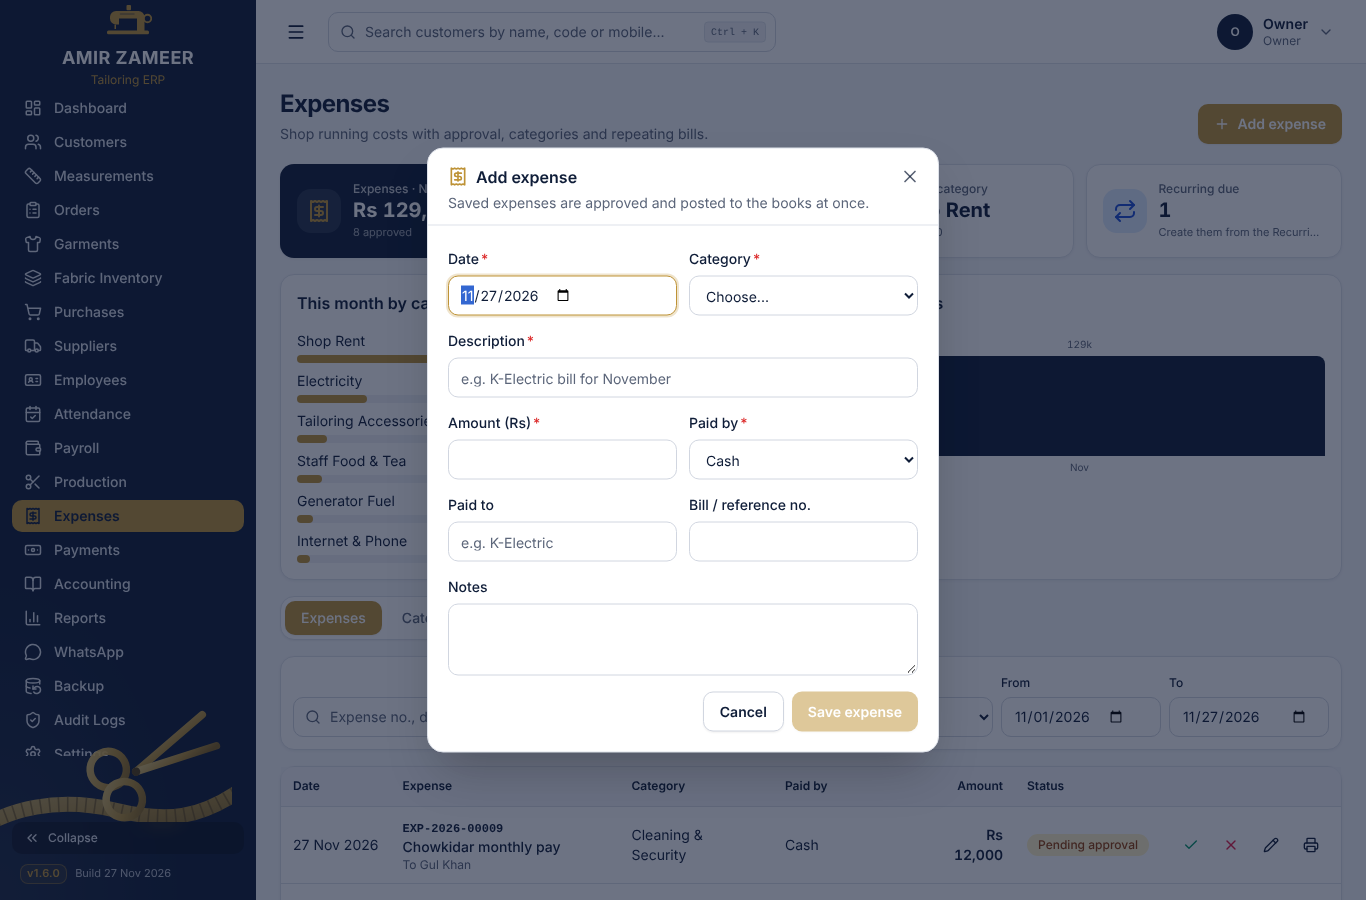 AMIR ZAMEER
Tailoring ERP
Dashboard
Customers
Measurements
Orders
Garments
Fabric Inventory
Purchases
Suppliers
Employees
Attendance
Payroll
Production
Expenses
Payments
Accounting
Reports
WhatsApp
Backup
Audit Logs
Collapse
v1.6.0 Build 27 Nov 2026
Search customers by name, code or mobile... Ctrl + K
O
Owner
Owner
Expenses
Shop running costs with approval, categories and repeating bills.
+ Add expense
Expenses · N
Rs 129,
8 approved
category
Rent
Recurring due
1
Create them from the Recurri...
This month by ca
Shop Rent
Electricity
Tailoring Accessorie
Staff Food & Tea
Generator Fuel
Internet & Phone
129k
Nov
Add expense
Saved expenses are approved and posted to the books at once.
Date * Category *
11/27/2026 Choose...
Description *
e.g. K-Electric bill for November
Amount (Rs) * Paid by *
Cash
Paid to Bill / reference no.
e.g. K-Electric
Notes
Cancel Save expense
Expenses Cate
From To
Expense no., d 11/01/2026 11/27/2026
Date Expense Category Paid by Amount Status
27 Nov 2026
EXP-2026-00009
Chowkidar monthly pay
To Gul Khan
Cleaning &
Security
Cash
Rs
12,000
Pending approval